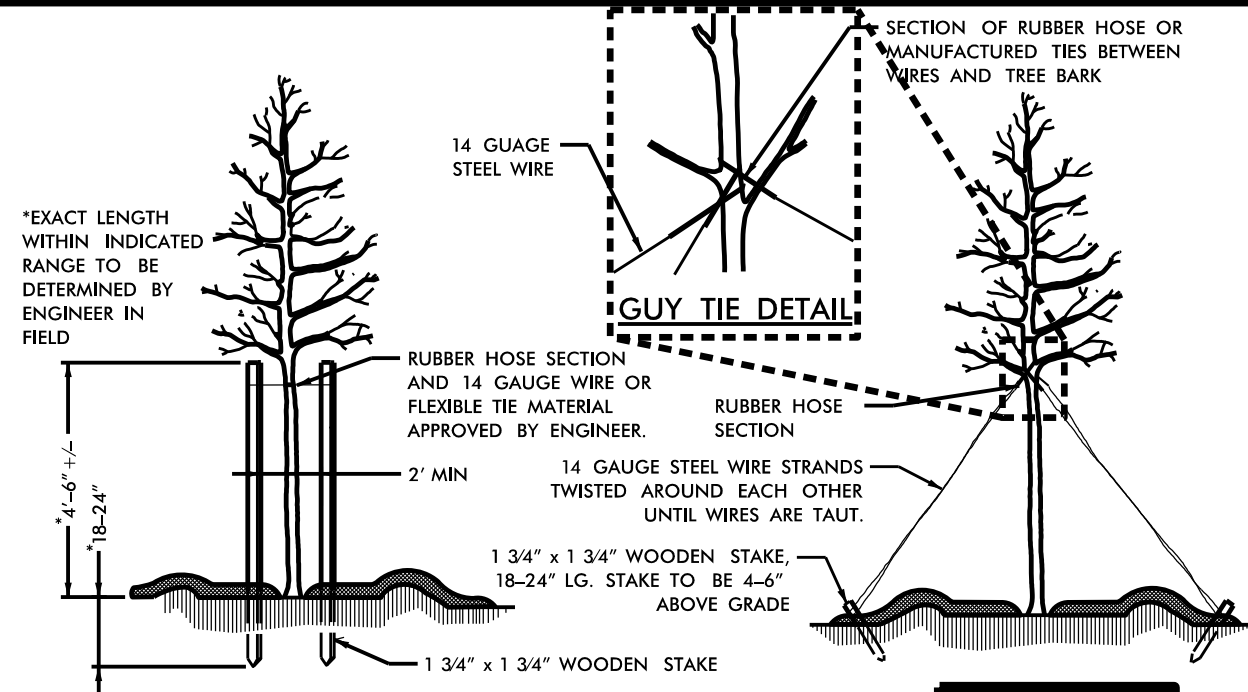 SECTION OF RUBBER HOSE OR
MANUFACTURED TIES BETWEEN
WIRES AND TREE BARK
14 GUAGE
STEEL WIRE
*EXACT LENGTH
WITHIN INDICATED
RANGE TO BE
DETERMINED BY
ENGINEER IN
FIELD
GUY TIE DETAIL
RUBBER HOSE SECTION
AND 14 GAUGE WIRE OR
FLEXIBLE TIE MATERIAL
APPROVED BY ENGINEER.
RUBBER HOSE
SECTION
2' MIN
14 GAUGE STEEL WIRE STRANDS
TWISTED AROUND EACH OTHER
UNTIL WIRES ARE TAUT.
*4'-6" +/-
*18-24"
1 3/4" x 1 3/4" WOODEN STAKE,
18-24" LG. STAKE TO BE 4-6"
ABOVE GRADE
1 3/4" x 1 3/4" WOODEN STAKE